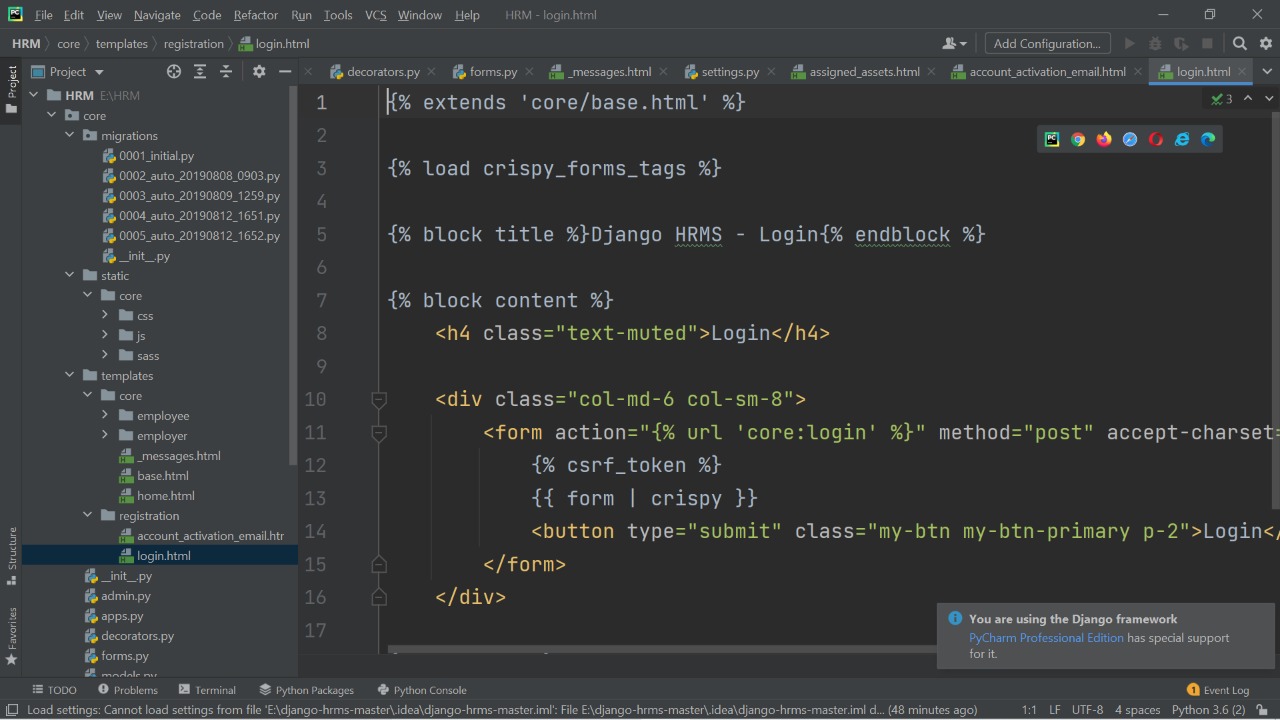 PC File Edit View Navigate Code Refactor Run Tools VCS Window Help HRM - login.html
HRM core templates registration login.html Add Configuration...
Project
decorators.py forms.py _messages.html settings.py assigned_assets.html account_activation_email.html login.html
Project
HRM E:\HRM
core
migrations
0001_initial.py
0002_auto_20190808_0903.py
0003_auto_20190809_1259.py
0004_auto_20190812_1651.py
0005_auto_20190812_1652.py
__init__.py
static
core
css
js
sass
templates
core
employee
employer
_messages.html
base.html
home.html
registration
account_activation_email.htr
login.html
__init__.py
admin.py
apps.py
decorators.py
forms.py
models.py
Structure
Favorites
3
1 {% extends 'core/base.html' %}
2
3 {% load crispy_forms_tags %}
4
5 {% block title %}Django HRMS - Login{% endblock %}
6
7 {% block content %}
8 <h4 class="text-muted">Login</h4>
9
10 <div class="col-md-6 col-sm-8">
11 <form action="{% url 'core:login' %}" method="post" accept-charset=
12 {% csrf_token %}
13 {{ form | crispy }}
14 <button type="submit" class="my-btn my-btn-primary p-2">Login</
15 </form>
16 </div>
17
You are using the Django framework
PyCharm Professional Edition has special support
for it.
TODO Problems Terminal Python Packages Python Console 1 Event Log
Load settings: Cannot load settings from file 'E:\django-hrms-master\.idea\django-hrms-master.iml': File E:\django-hrms-master\.idea\django-hrms-master.iml d... (48 minutes ago) 1:1 LF UTF-8 4 spaces Python 3.6 (2)